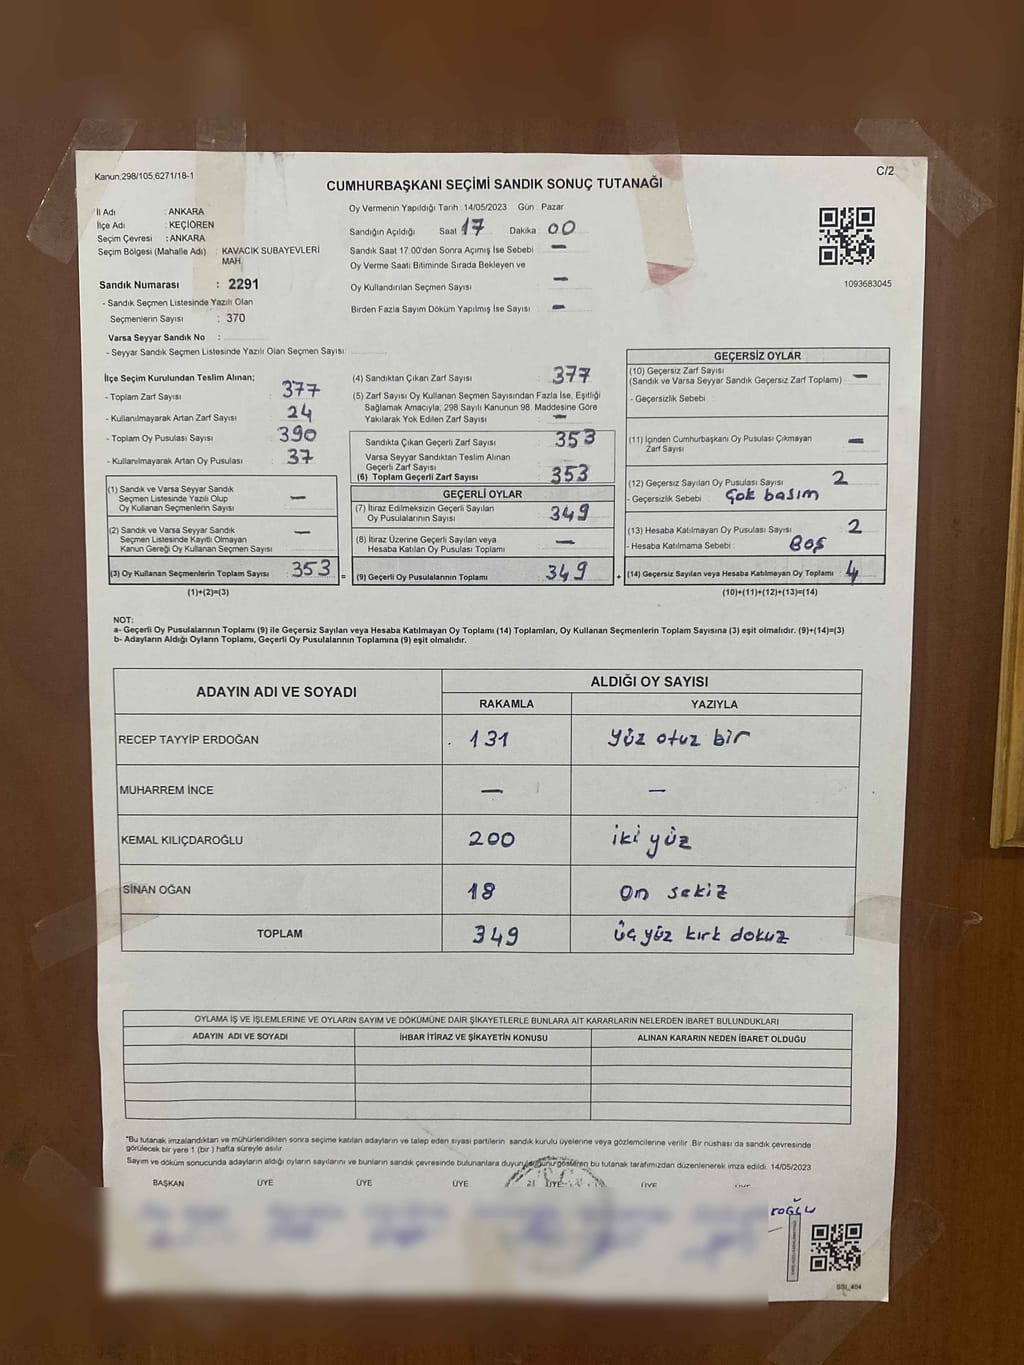 Kanun;298/105,6271/18-1
C/2
CUMHURBAŞKANI SEÇİMİ SANDIK SONUÇ TUTANAĞI
İl Adı : ANKARA
İlçe Adı : KEÇİÖREN
Seçim Çevresi : ANKARA
Seçim Bölgesi (Mahalle Adı) : KAVACIK SUBAYEVLERİ
MAH.
Sandık Numarası : 2291
- Sandık Seçmen Listesinde Yazılı Olan
Seçmenlerin Sayısı : 370
Varsa Seyyar Sandık No :
- Seyyar Sandık Seçmen Listesinde Yazılı Olan Seçmen Sayısı:
Oy Vermenin Yapıldığı Tarih :14/05/2023 Gün Pazar
Sandığın Açıldığı Saat 17 Dakika 00
Sandık Saat 17:00'den Sonra Açımış İse Sebebi : —
Oy Verme Saati Bitiminde Sırada Bekleyen ve
Oy Kullandırılan Seçmen Sayısı : —
Birden Fazla Sayım Döküm Yapılmış İse Sayısı : —
1093683045
İlçe Seçim Kurulundan Teslim Alınan;
- Toplam Zarf Sayısı : 377
- Kullanılmayarak Artan Zarf Sayısı : 24
- Toplam Oy Pusulası Sayısı : 390
- Kullanılmayarak Artan Oy Pusulası : 37
(1) Sandık ve Varsa Seyyar Sandık
Seçmen Listesinde Yazılı Olup
Oy Kullanan Seçmenlerin Sayısı : —
(2) Sandık ve Varsa Seyyar Sandık
Seçmen Listesinde Kayıtlı Olmayan
Kanun Gereği Oy Kullanan Seçmen Sayısı : —
(3) Oy Kullanan Seçmenlerin Toplam Sayısı 353
(1)+(2)=(3)
(4) Sandıktan Çıkan Zarf Sayısı : 377
(5) Zarf Sayısı Oy Kullanan Seçmen Sayısından Fazla İse, Eşitliği
Sağlamak Amacıyla, 298 Sayılı Kanunun 98. Maddesine Göre
Yakılarak Yok Edilen Zarf Sayısı : —
Sandıkta Çıkan Geçerli Zarf Sayısı : 353
Varsa Seyyar Sandıktan Teslim Alınan
Geçerli Zarf Sayısı :
(6) Toplam Geçerli Zarf Sayısı : 353
GEÇERLİ OYLAR
(7) İtiraz Edilmeksizin Geçerli Sayılan
Oy Pusulalarının Sayısı : 349
(8) İtiraz Üzerine Geçerli Sayılan veya
Hesaba Katılan Oy Pusulası Toplamı : —
= (9) Geçerli Oy Pusulalarının Toplamı 349
GEÇERSİZ OYLAR
(10) Geçersiz Zarf Sayısı
(Sandık ve Varsa Seyyar Sandık Geçersiz Zarf Toplamı) : —
- Geçersizlik Sebebi :
(11) İçinden Cumhurbaşkanı Oy Pusulası Çıkmayan
Zarf Sayısı : —
(12) Geçersiz Sayılan Oy Pusulası Sayısı : 2
- Geçersizlik Sebebi : Çok basım
(13) Hesaba Katılmayan Oy Pusulası Sayısı : 2
- Hesaba Katılmama Sebebi : Boş
+ (14) Geçersiz Sayılan veya Hesaba Katılmayan Oy Toplamı : 4
(10)+(11)+(12)+(13)=(14)
NOT:
a- Geçerli Oy Pusulalarının Toplamı (9) ile Geçersiz Sayılan veya Hesaba Katılmayan Oy Toplamı (14) Toplamları, Oy Kullanan Seçmenlerin Toplam Sayısına (3) eşit olmalıdır. (9)+(14)=(3)
b- Adayların Aldığı Oyların Toplamı, Geçerli Oy Pusulalarının Toplamına (9) eşit olmalıdır.
ADAYIN ADI VE SOYADI
ALDIĞI OY SAYISI
RAKAMLA YAZIYLA
RECEP TAYYİP ERDOĞAN 131 yüz otuz bir
MUHARREM İNCE — —
KEMAL KILIÇDAROĞLU 200 iki yüz
SİNAN OĞAN 18 on sekiz
TOPLAM 349 üç yüz kırk dokuz
OYLAMA İŞ VE İŞLEMLERİNE VE OYLARIN SAYIM VE DÖKÜMÜNE DAİR ŞİKAYETLERLE BUNLARA AİT KARARLARIN NELERDEN İBARET BULUNDUKLARI
ADAYIN ADI VE SOYADI İHBAR İTİRAZ VE ŞİKAYETİN KONUSU ALINAN KARARIN NEDEN İBARET OLDUĞU
*Bu tutanak imzalandıktan ve mühürlendikten sonra seçime katılan adayların ve talep eden siyasi partilerin sandık kurulu üyelerine veya gözlemcilerine verilir. Bir nüshası da sandık çevresinde
görülecek bir yere 1 (bir) hafta süreyle asılır.
Sayım ve döküm sonucunda adayların aldığı oyların sayılarını ve bunların sandık çevresinde bulunanlara duyurulduğunu gösteren bu tutanak tarafımızdan düzenlenerek imza edildi. 14/05/2023
BAŞKAN ÜYE ÜYE ÜYE ÜYE ÜYE